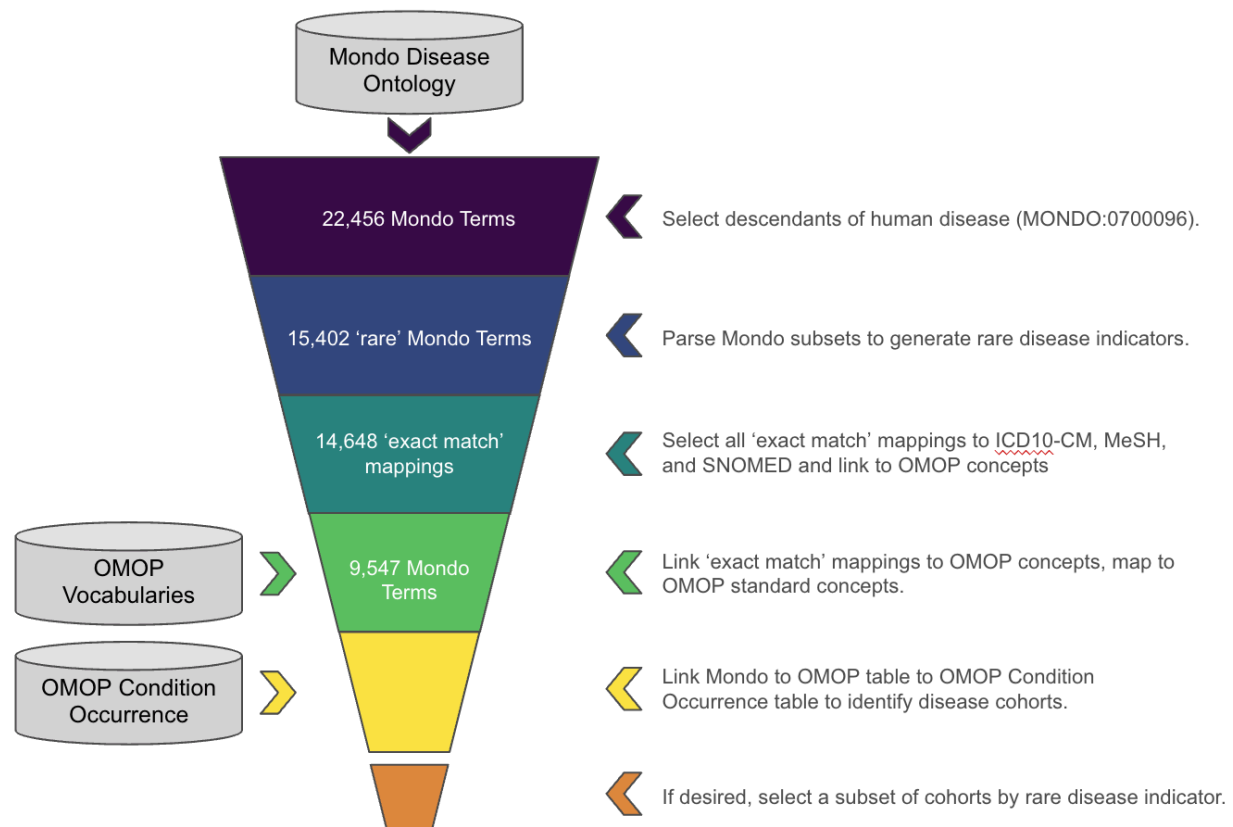 Mondo Disease
Ontology
22,456 Mondo Terms
Select descendants of human disease (MONDO:0700096).
15,402 ‘rare’ Mondo Terms
Parse Mondo subsets to generate rare disease indicators.
14,648 ‘exact match’
mappings
Select all ‘exact match’ mappings to ICD10-CM, MeSH,
and SNOMED and link to OMOP concepts
OMOP
Vocabularies
9,547 Mondo
Terms
Link ‘exact match’ mappings to OMOP concepts, map to
OMOP standard concepts.
OMOP Condition
Occurrence
Link Mondo to OMOP table to OMOP Condition
Occurrence table to identify disease cohorts.
If desired, select a subset of cohorts by rare disease indicator.